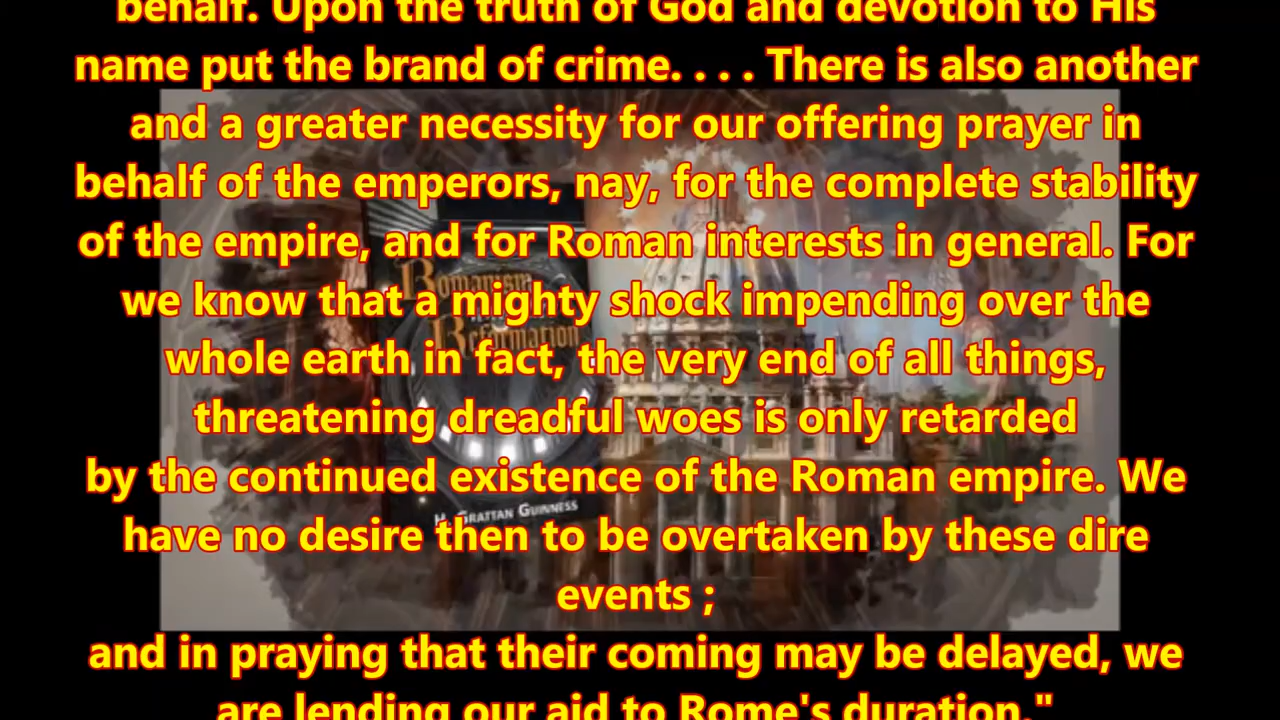 behalf. Upon the truth of God and devotion to His
name put the brand of crime. . . . There is also another
and a greater necessity for our offering prayer in
behalf of the emperors, nay, for the complete stability
of the empire, and for Roman interests in general. For
we know that a mighty shock impending over the
whole earth in fact, the very end of all things,
threatening dreadful woes is only retarded
by the continued existence of the Roman empire. We
have no desire then to be overtaken by these dire
events ;
and in praying that their coming may be delayed, we
are lending our aid to Rome's duration."
Romanism
Reformation
H. Grattan Guinness